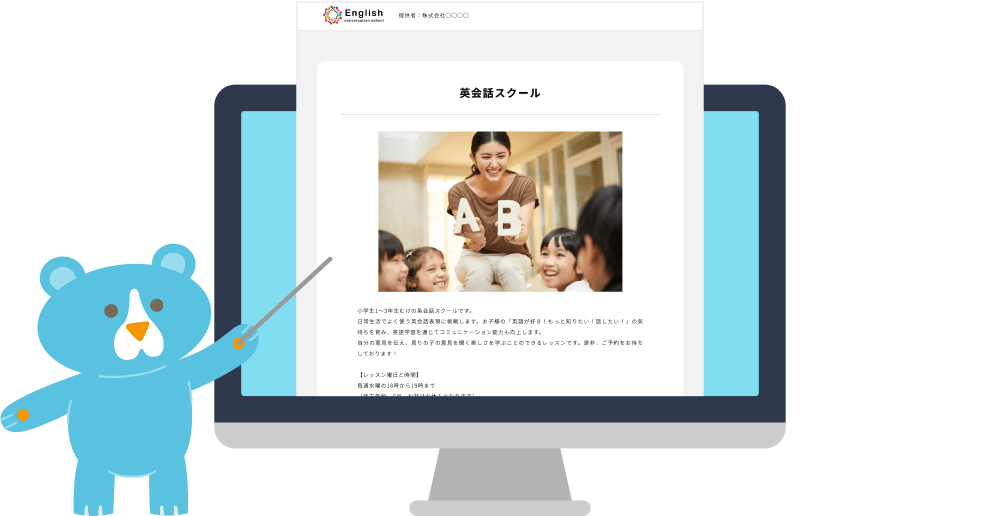 English
conversation school
提供者：株式会社〇〇〇〇
英会話スクール
A B
小学生1〜3年生むけの英会話スクールです。
日常生活でよく使う英会話表現に挑戦します。お子様の「英語が好き！もっと知りたい！話したい！」の気
持ちを育み、英語学習を通じてコミュニケーション能力も向上します。
自分の意見を伝え、周りの子の意見を聞く楽しさを学ぶことのできるレッスンです。是非、ご予約をお待ち
しております！
【レッスン曜日と時間】
毎週水曜の18時から19時まで